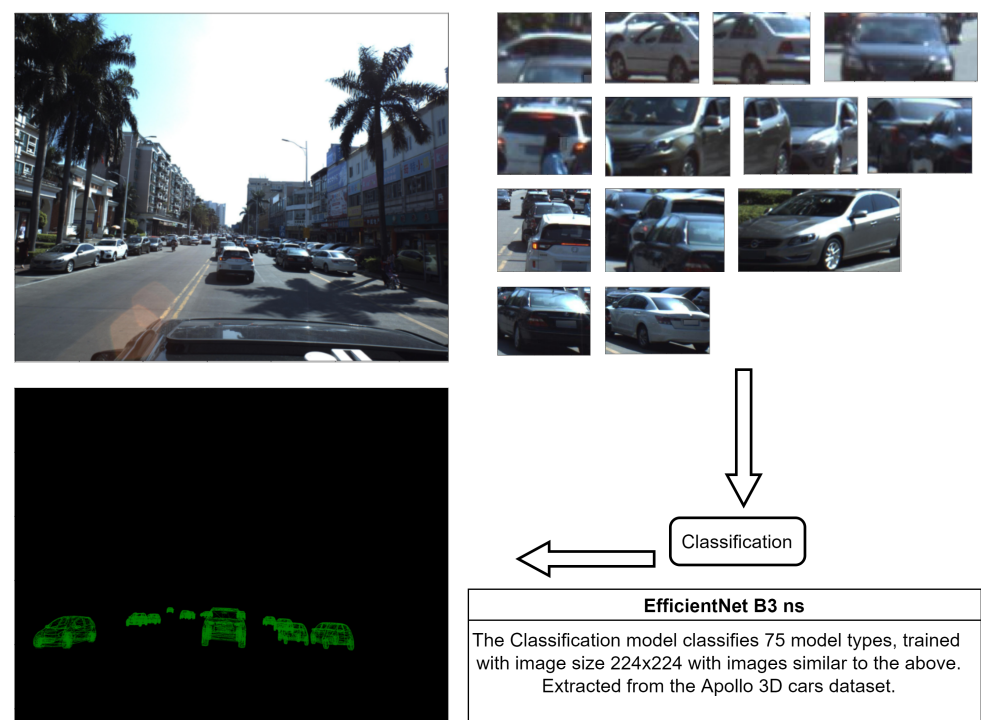 Classification
EfficientNet B3 ns
The Classification model classifies 75 model types, trained
with image size 224x224 with images similar to the above.
Extracted from the Apollo 3D cars dataset.